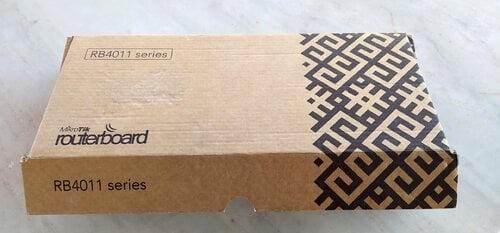 RB4011 series
MikroTik
routerboard
RB4011 series